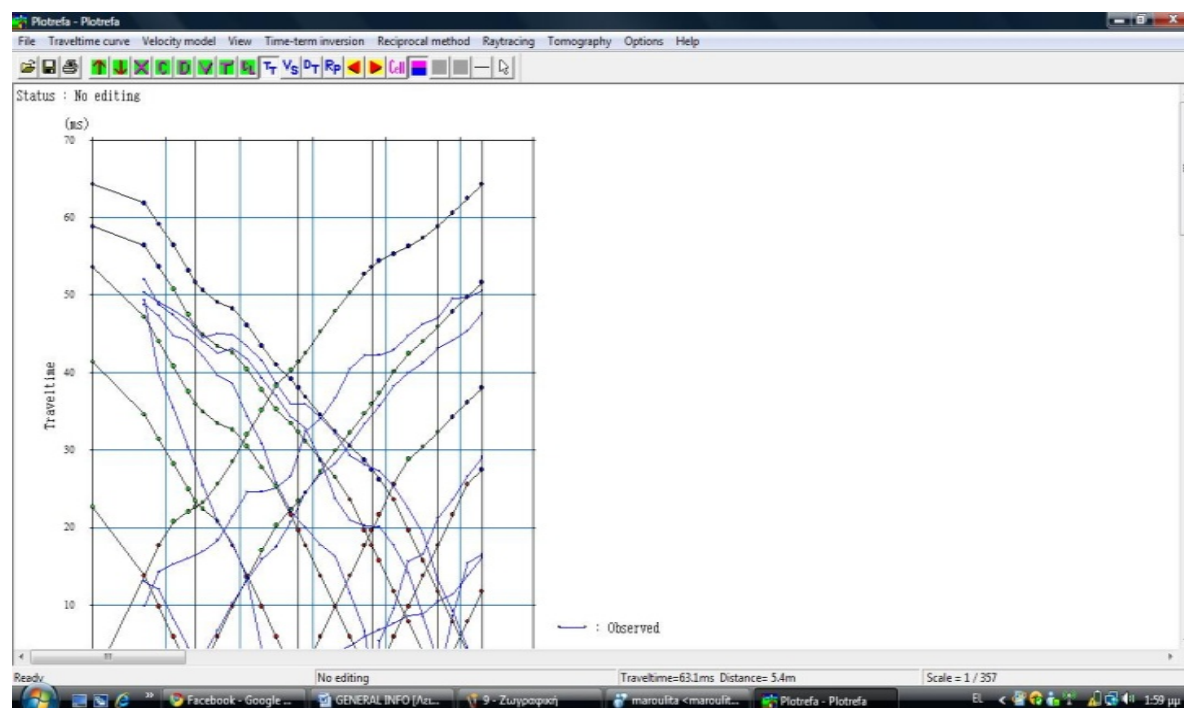 Plotrefa - Plotrefa
File Traveltime curve Velocity model View Time-term inversion Reciprocal method Raytracing Tomography Options Help
Status : No editing
(ms)
70
60
50
40
30
20
10
Traveltime
: Observed
Ready No editing Traveltime=63.1ms Distance= 5.4m Scale = 1 / 357
Facebook - Google ... GENERAL INFO [Λει... 9 - Ζωγραφική maroulita <maroulit... Plotrefa - Plotrefa EL 1:59 μμ